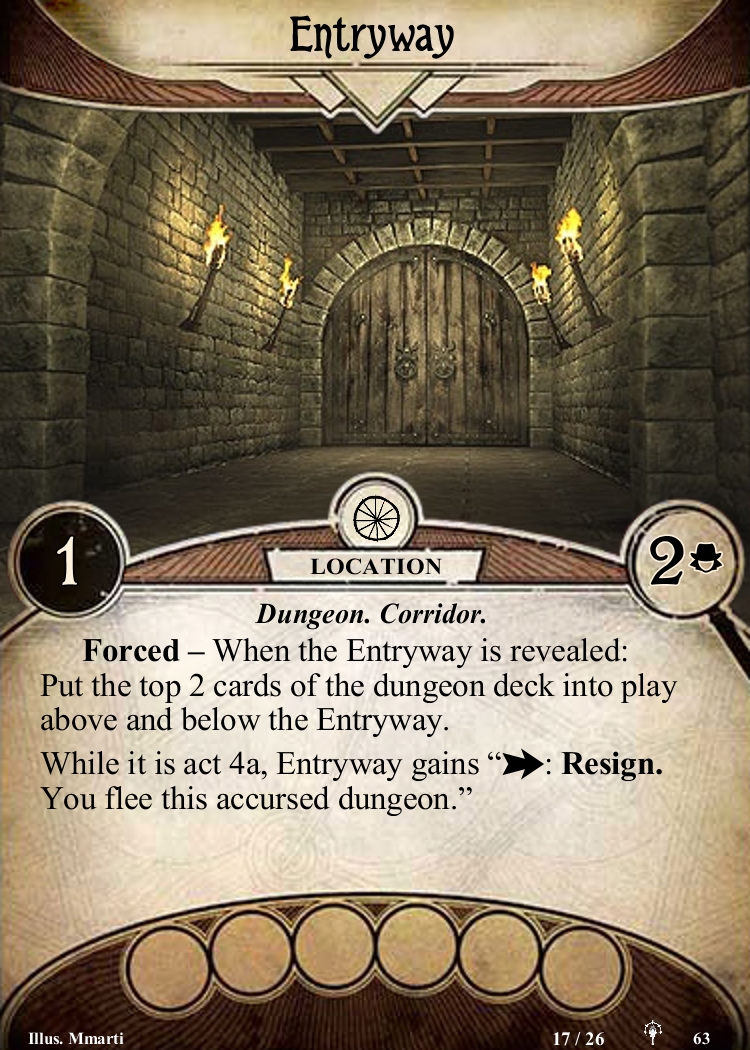 Entryway
1
2
LOCATION
Dungeon. Corridor.
Forced – When the Entryway is revealed:
Put the top 2 cards of the dungeon deck into play
above and below the Entryway.
While it is act 4a, Entryway gains “: Resign.
You flee this accursed dungeon.”
Illus. Mmarti
17 / 26
63